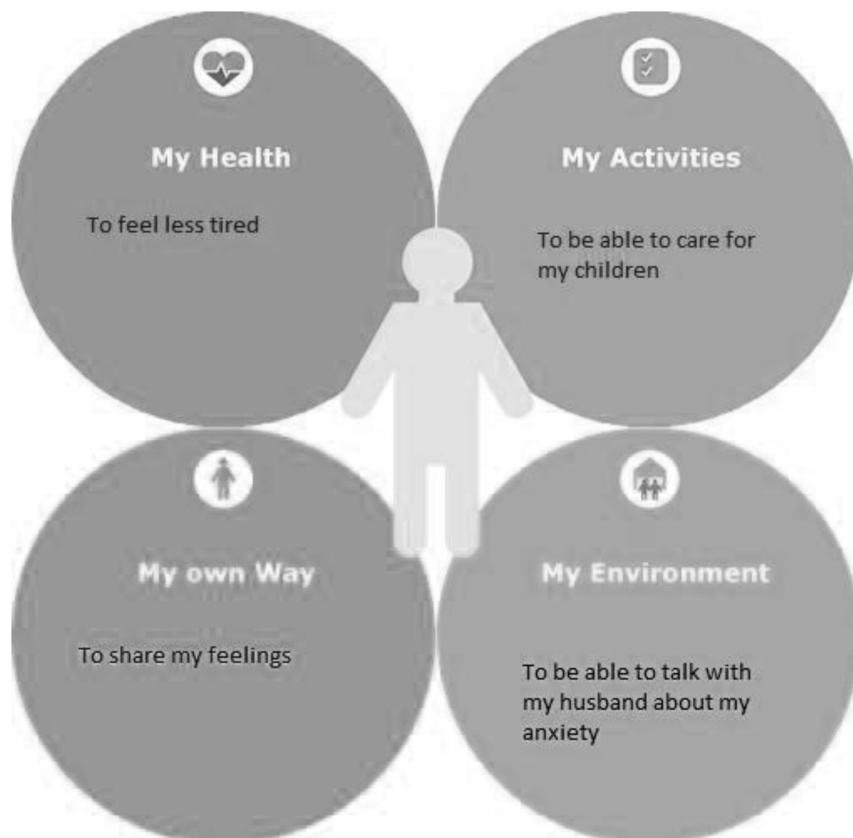 My Health
To feel less tired
My Activities
To be able to care for
my children
My own Way
To share my feelings
My Environment
To be able to talk with
my husband about my
anxiety